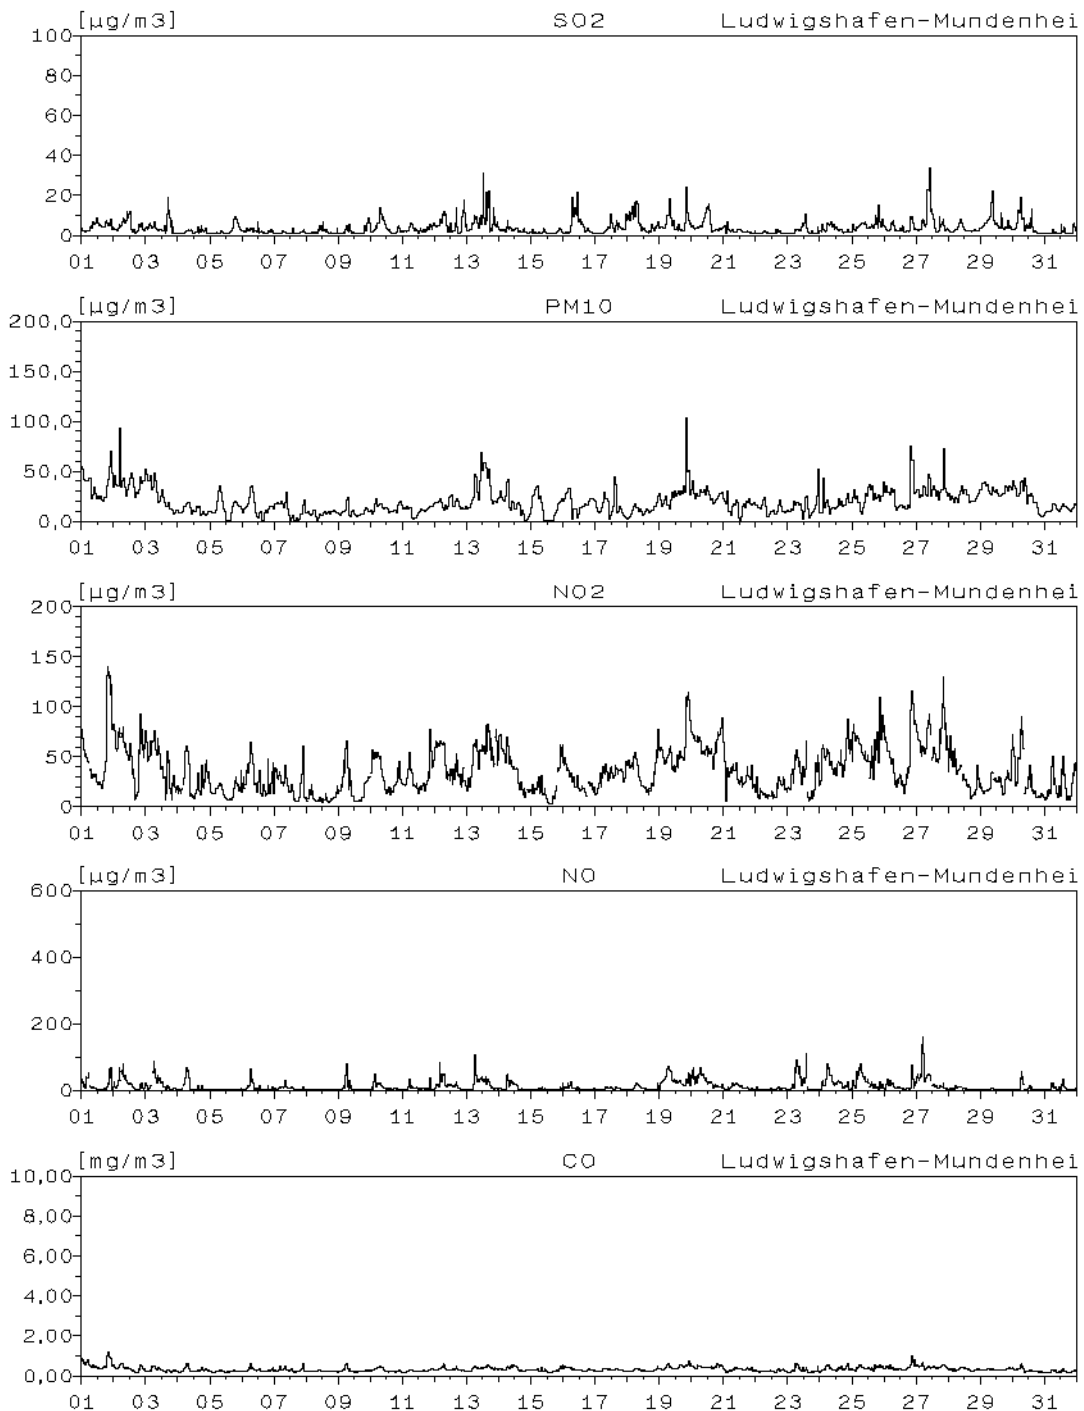 [µg/m3] SO2 Ludwigshafen-Mundenhei
100
80
60
40
20
0
01 03 05 07 09 11 13 15 17 19 21 23 25 27 29 31
[µg/m3] PM10 Ludwigshafen-Mundenhei
200,0
150,0
100,0
50,0
0,0
01 03 05 07 09 11 13 15 17 19 21 23 25 27 29 31
[µg/m3] NO2 Ludwigshafen-Mundenhei
200
150
100
50
0
01 03 05 07 09 11 13 15 17 19 21 23 25 27 29 31
[µg/m3] NO Ludwigshafen-Mundenhei
600
400
200
0
01 03 05 07 09 11 13 15 17 19 21 23 25 27 29 31
[mg/m3] CO Ludwigshafen-Mundenhei
10,00
8,00
6,00
4,00
2,00
0,00
01 03 05 07 09 11 13 15 17 19 21 23 25 27 29 31